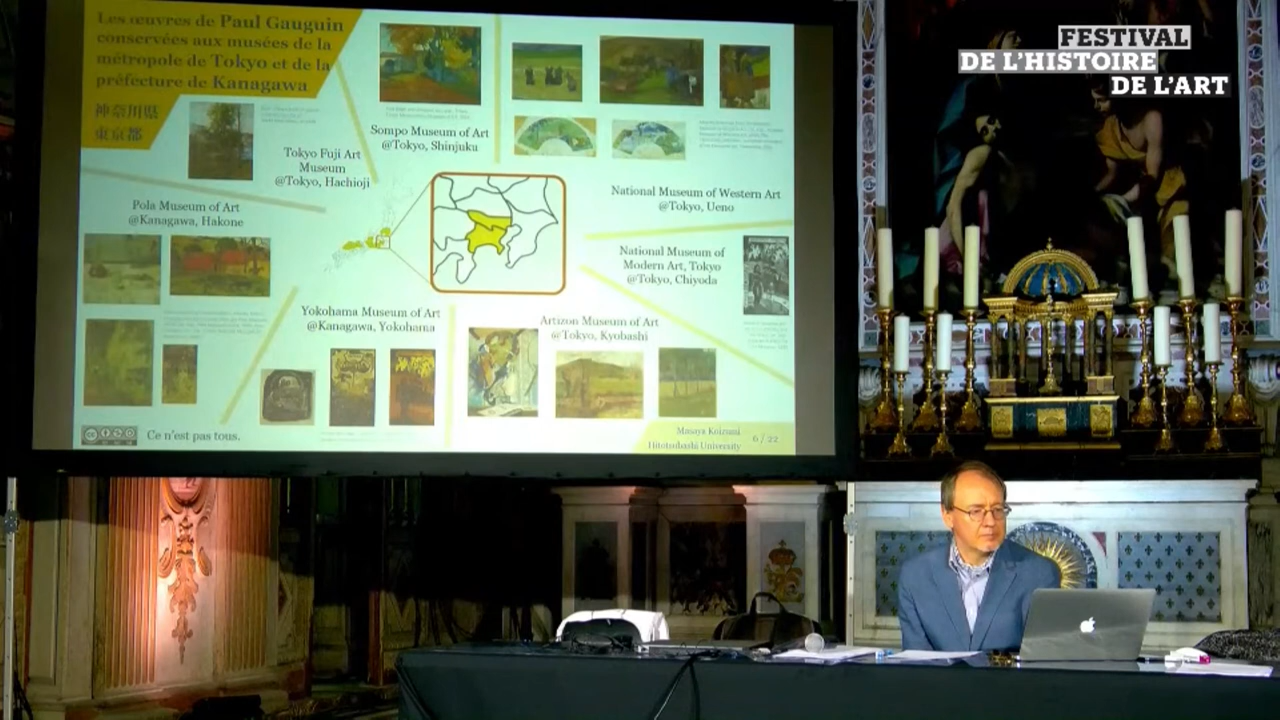 Les œuvres de Paul Gauguin
conservées aux musées de la
métropole de Tokyo et de la
préfecture de Kanagawa
神奈川県
東京都
Tokyo Fuji Art
Museum
@Tokyo, Hachioji
Sompo Museum of Art
@Tokyo, Shinjuku
National Museum of Western Art
@Tokyo, Ueno
Pola Museum of Art
@Kanagawa, Hakone
National Museum of
Modern Art, Tokyo
@Tokyo, Chiyoda
Yokohama Museum of Art
@Kanagawa, Yokohama
Artizon Museum of Art
@Tokyo, Kyobashi
Ce n'est pas tous.
Masaya Koizumi
Hitotsubashi University
6 / 22
FESTIVAL
DE L'HISTOIRE
DE L'ART